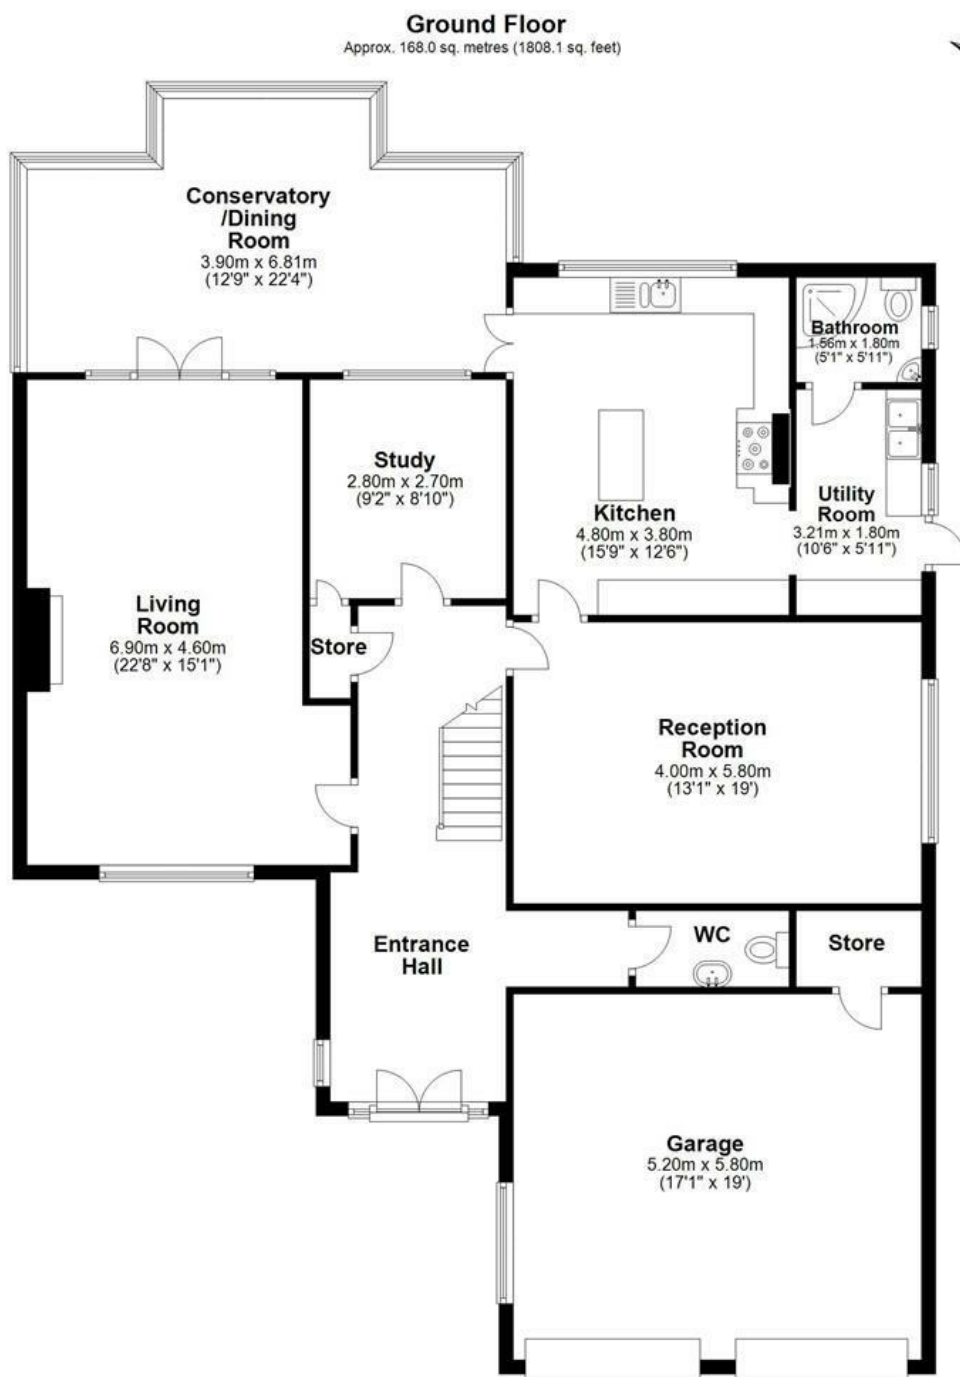 Ground Floor
Approx. 168.0 sq. metres (1808.1 sq. feet)
Conservatory
/Dining
Room
3.90m x 6.81m
(12'9" x 22'4")
Bathroom
1.56m x 1.80m
(5'1" x 5'11")
Study
2.80m x 2.70m
(9'2" x 8'10")
Kitchen
4.80m x 3.80m
(15'9" x 12'6")
Utility
Room
3.21m x 1.80m
(10'6" x 5'11")
Living
Room
6.90m x 4.60m
(22'8" x 15'1")
Store
Reception
Room
4.00m x 5.80m
(13'1" x 19')
Entrance
Hall
WC
Store
Garage
5.20m x 5.80m
(17'1" x 19')